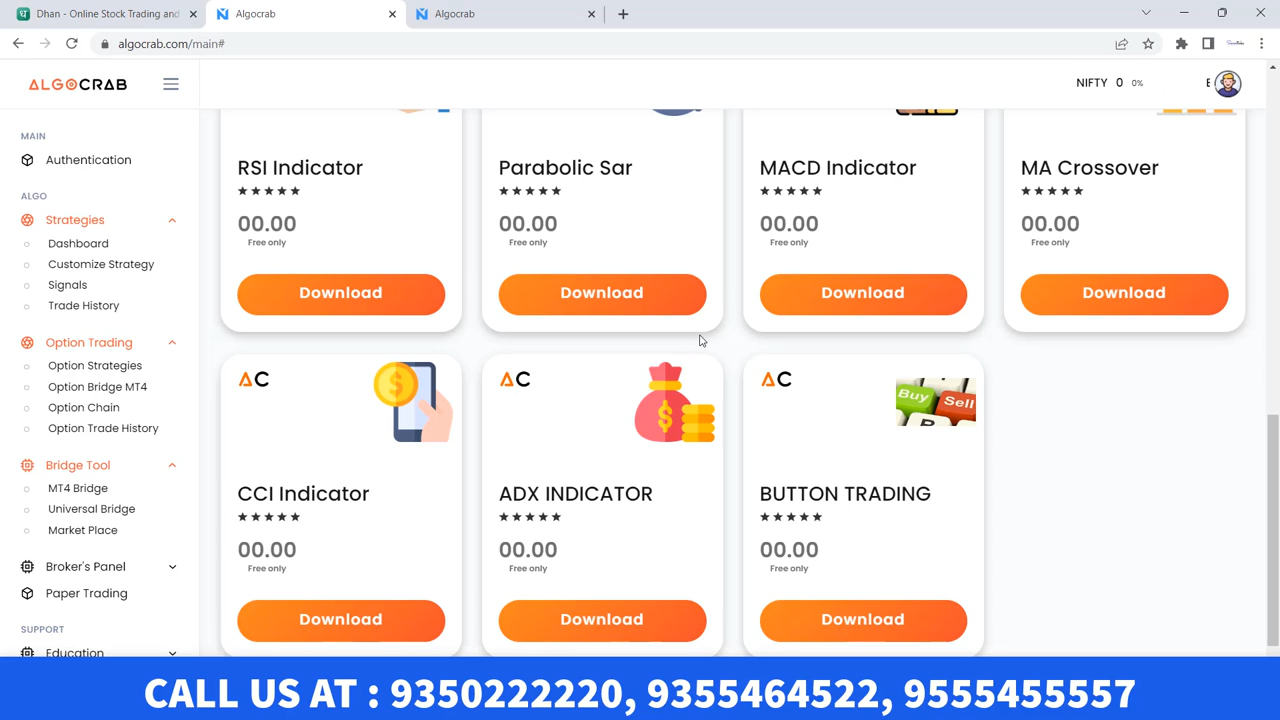 Dhan - Online Stock Trading and
Algocrab
Algocrab
algocrab.com/main#
ALGOCRAB
NIFTY 0 0%
MAIN
Authentication
ALGO
Strategies
Dashboard
Customize Strategy
Signals
Trade History
Option Trading
Option Strategies
Option Bridge MT4
Option Chain
Option Trade History
Bridge Tool
MT4 Bridge
Universal Bridge
Market Place
Broker's Panel
Paper Trading
SUPPORT
Education
RSI Indicator
00.00
Free only
Download
Parabolic Sar
00.00
Free only
Download
MACD Indicator
00.00
Free only
Download
MA Crossover
00.00
Free only
Download
AC
CCI Indicator
00.00
Free only
Download
AC
ADX INDICATOR
00.00
Free only
Download
AC
Buy Sell
BUTTON TRADING
00.00
Free only
Download
CALL US AT : 9350222220, 9355464522, 9555455557